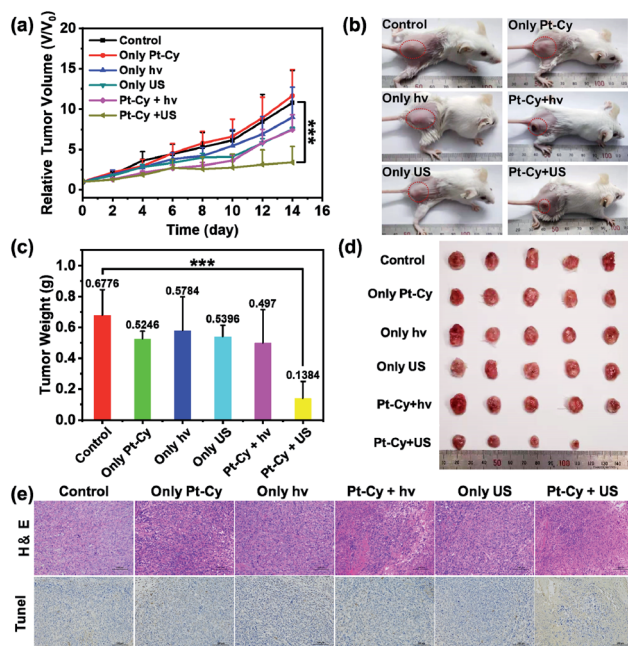 (a)
Relative Tumor Volume (V/V0)
20
15
10
5
0
Control
Only Pt-Cy
Only hv
Only US
Pt-Cy + hv
Pt-Cy +US
***
0 2 4 6 8 10 12 14 16
Time (day)
(b)
Control
Only Pt-Cy
Only hv
Pt-Cy+hv
Only US
Pt-Cy+US
(c)
Tumor Weight (g)
1.0
0.8
0.6
0.4
0.2
0.0
***
0.6776
0.5246
0.5784
0.5396
0.497
0.1384
Control
Only Pt-Cy
Only hv
Only US
Pt-Cy + hv
Pt-Cy + US
(d)
Control
Only Pt-Cy
Only hv
Only US
Pt-Cy+hv
Pt-Cy+US
(e)
Control Only Pt-Cy Only hv Pt-Cy + hv Only US Pt-Cy + US
H & E
Tunel